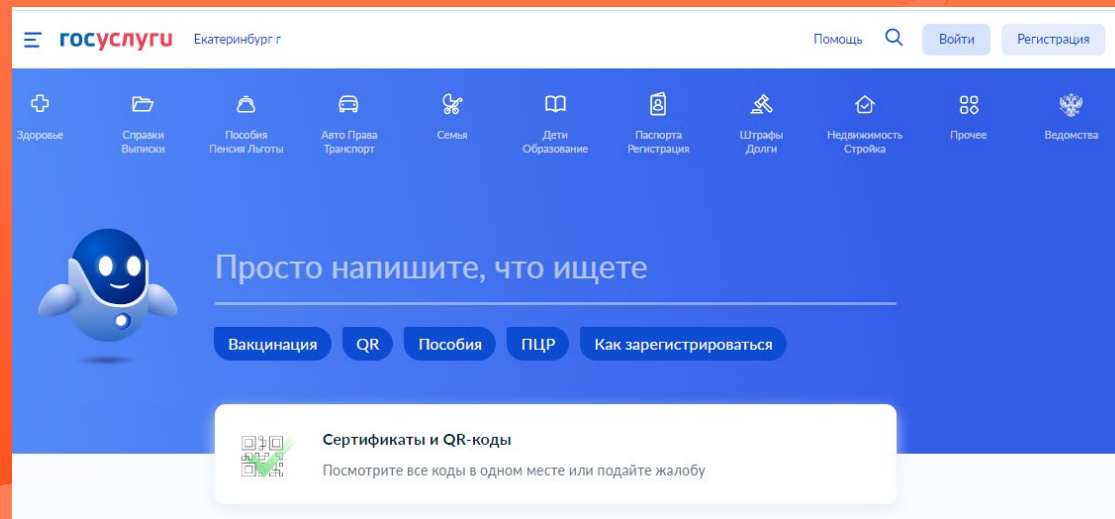 госуслуги Екатеринбург г Помощь Войти Регистрация
Здоровье
Справки
Выписки
Пособия
Пенсия Льготы
Авто Права
Транспорт
Семья
Дети
Образование
Паспорта
Регистрация
Штрафы
Долги
Недвижимость
Стройка
Прочее
Ведомства
Просто напишите, что ищете
Вакцинация QR Пособия ПЦР Как зарегистрироваться
Сертификаты и QR-коды
Посмотрите все коды в одном месте или подайте жалобу